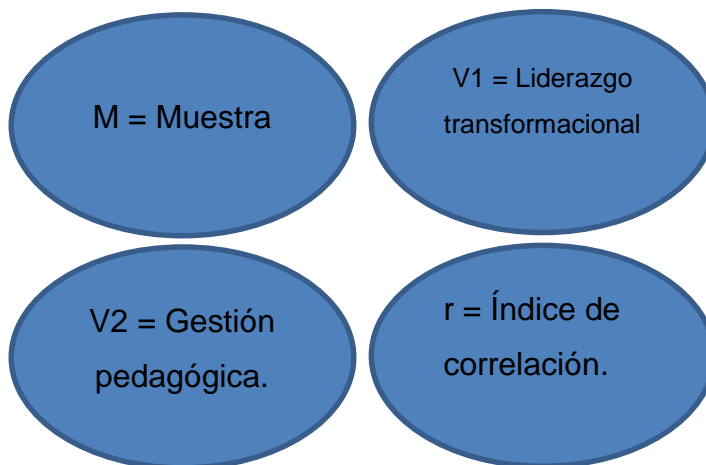 M = Muestra
V1 = Liderazgo
transformacional
V2 = Gestión
pedagógica.
r = Índice de
correlación.